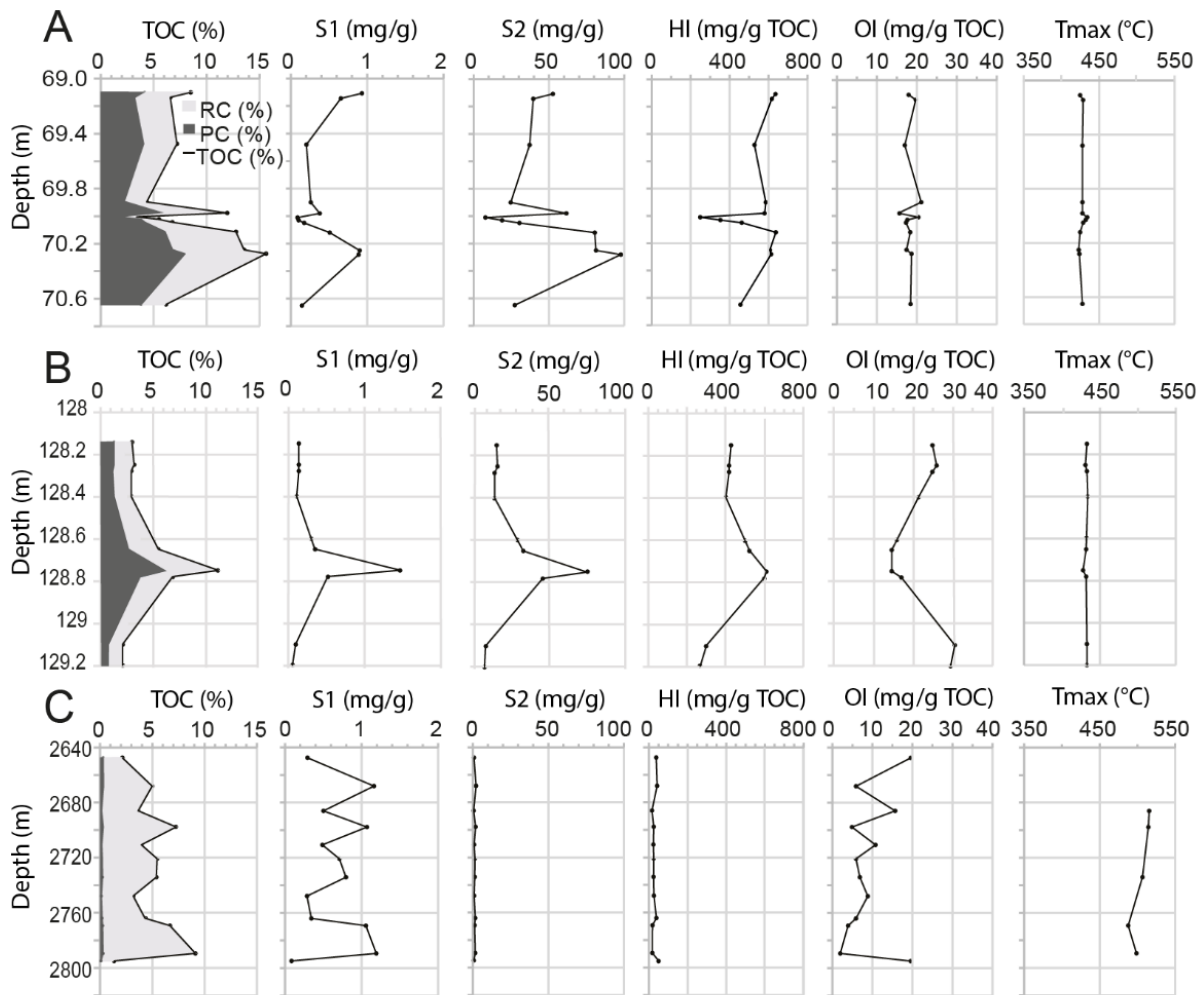 A
TOC (%) S1 (mg/g) S2 (mg/g) HI (mg/g TOC) OI (mg/g TOC) Tmax (°C)
0 5 10 15 0 1 2 0 50 100 0 400 800 0 20 40 350 450 550
Depth (m)
69.0
69.4
69.8
70.2
70.6
RC (%)
PC (%)
TOC (%)
B
TOC (%) S1 (mg/g) S2 (mg/g) HI (mg/g TOC) OI (mg/g TOC) Tmax (°C)
0 5 10 15 0 1 2 0 50 100 0 200 400 600 800 0 10 20 30 40 350 450 550
Depth (m)
128
128.2
128.4
128.6
128.8
129
129.2
C
TOC (%) S1 (mg/g) S2 (mg/g) HI (mg/g TOC) OI (mg/g TOC) Tmax (°C)
0 5 10 15 0 1 2 0 50 100 0 200 400 600 800 0 10 20 30 40 350 450 550
Depth (m)
2640
2680
2720
2760
2800